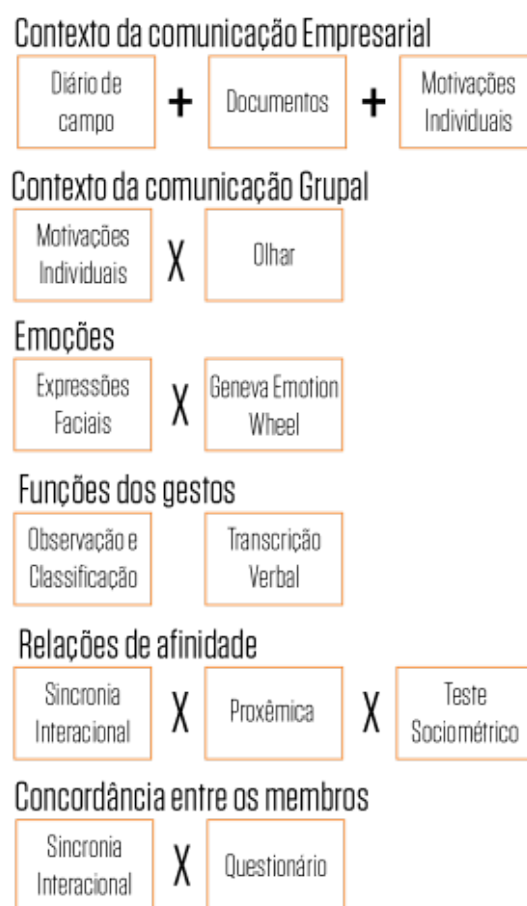 Contexto da comunicação Empresarial
Diário de
campo
+
Documentos
+
Motivações
Individuais
Contexto da comunicação Grupal
Motivações
Individuais
X
Olhar
Emoções
Expressões
Faciais
X
Geneva Emotion
Wheel
Funções dos gestos
Observação e
Classificação
Transcrição
Verbal
Relações de afinidade
Sincronia
Interacional
X
Proxêmica
X
Teste
Sociométrico
Concordância entre os membros
Sincronia
Interacional
X
Questionário